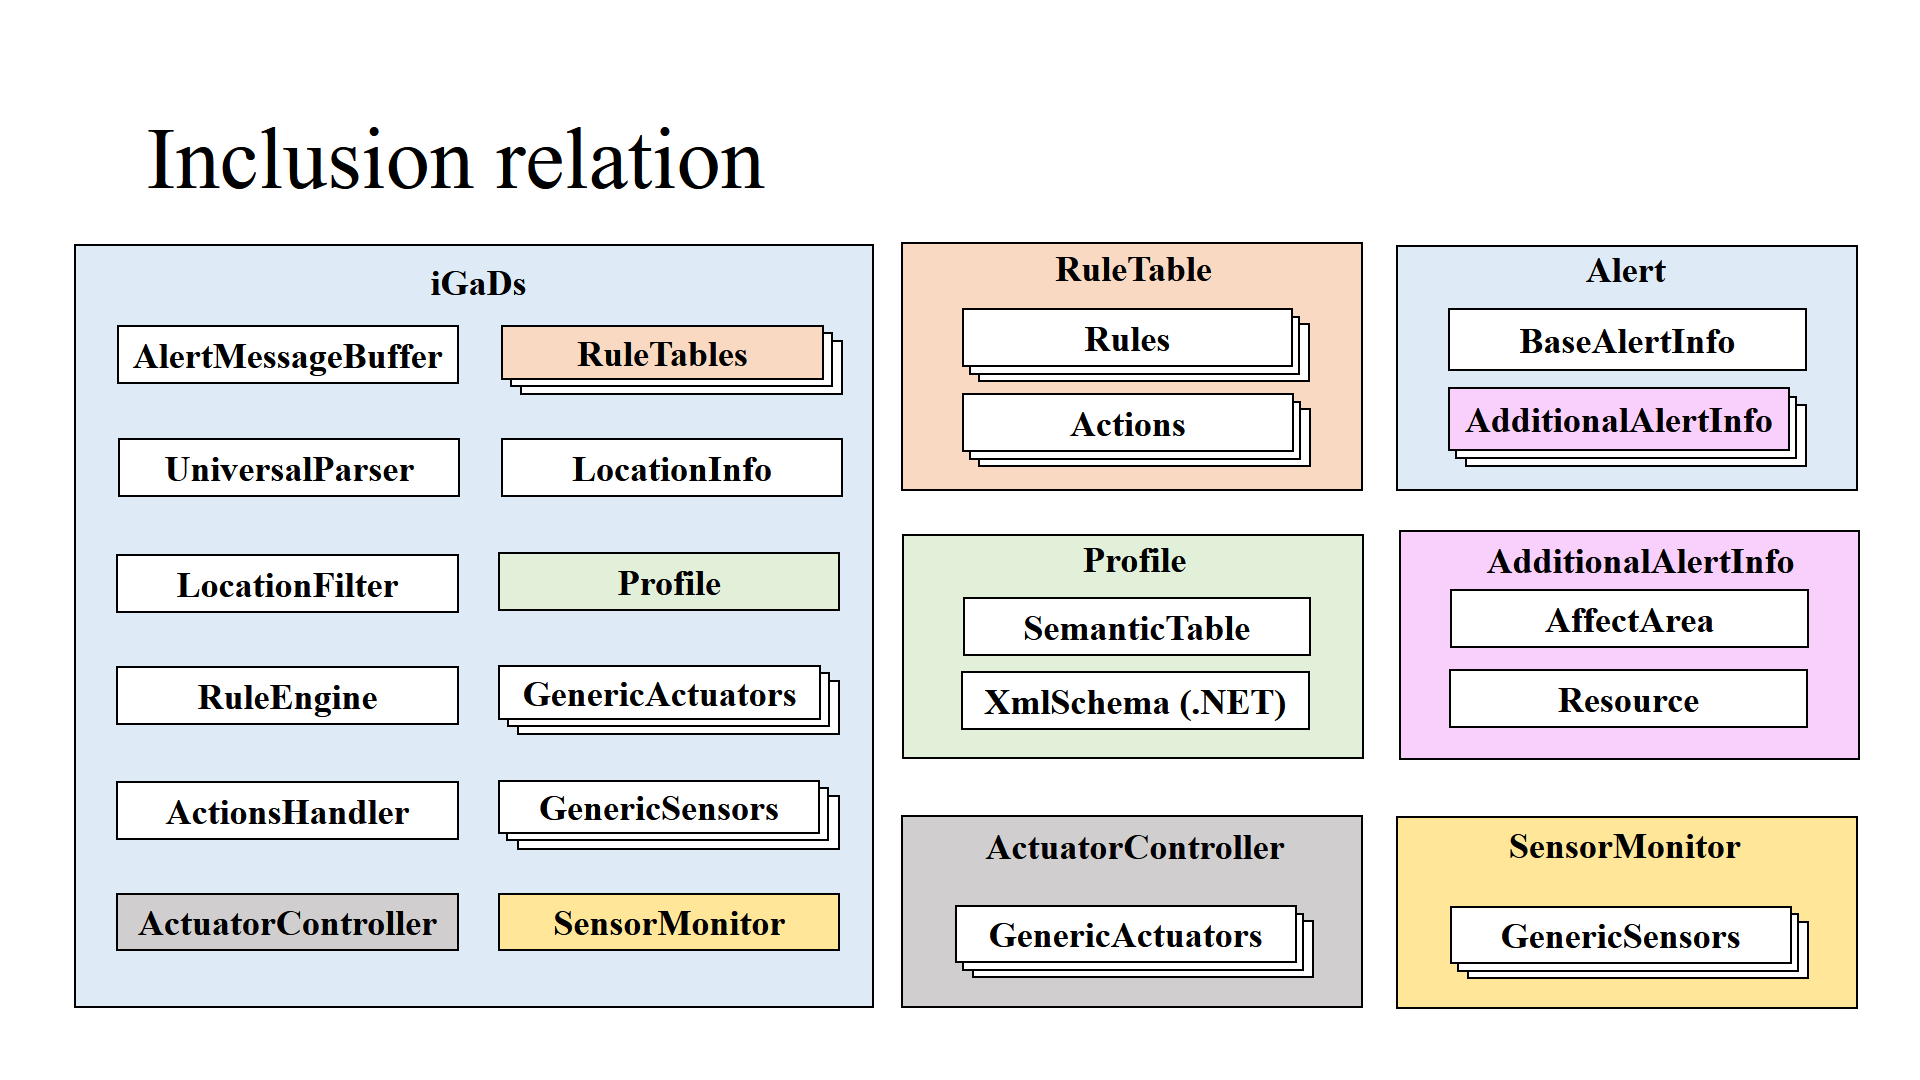 Inclusion relation
iGaDs
AlertMessageBuffer
RuleTables
UniversalParser
LocationInfo
LocationFilter
Profile
RuleEngine
GenericActuators
ActionsHandler
GenericSensors
ActuatorController
SensorMonitor
RuleTable
Rules
Actions
Alert
BaseAlertInfo
AdditionalAlertInfo
Profile
SemanticTable
XmlSchema (.NET)
AdditionalAlertInfo
AffectArea
Resource
ActuatorController
GenericActuators
SensorMonitor
GenericSensors